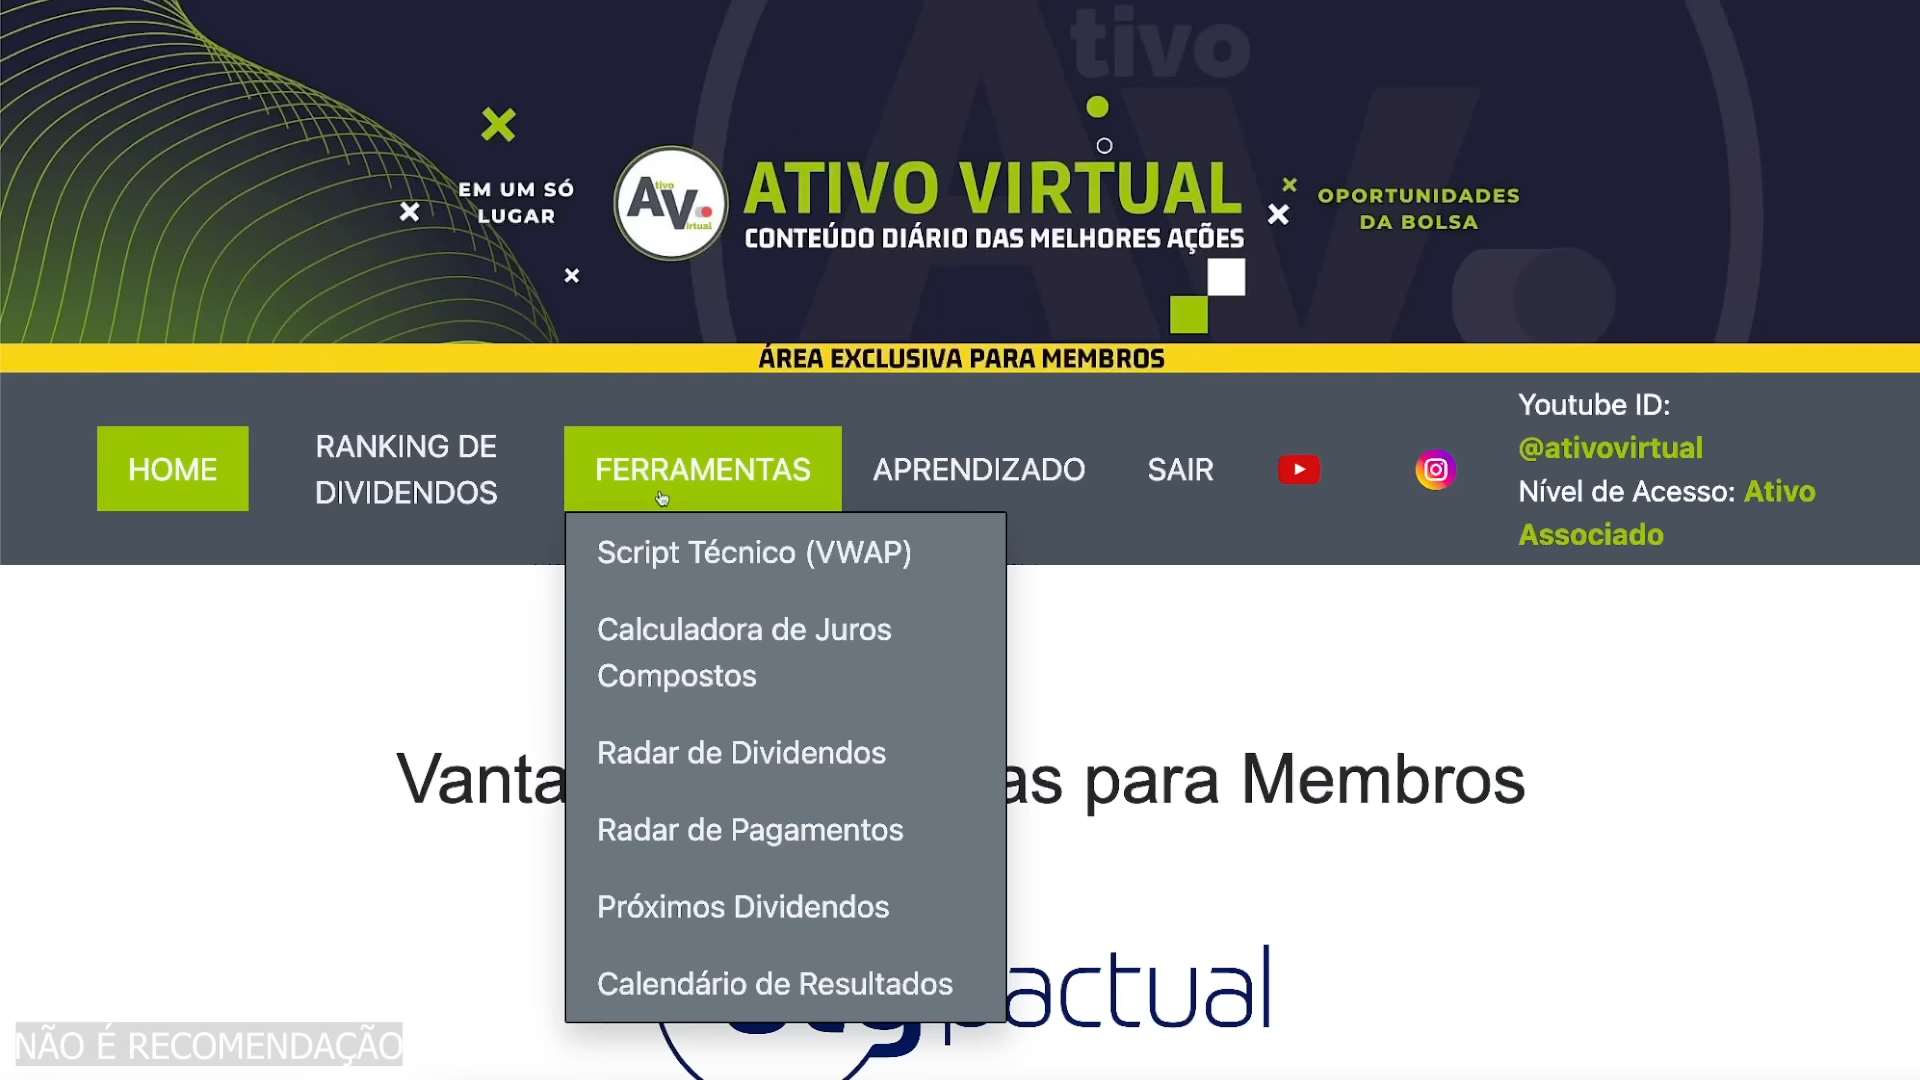 tivo
EM UM SÓ
LUGAR
Ativo
Virtual
ATIVO VIRTUAL
CONTEÚDO DIÁRIO DAS MELHORES AÇÕES
OPORTUNIDADES
DA BOLSA
Av.
ÁREA EXCLUSIVA PARA MEMBROS
HOME
RANKING DE
DIVIDENDOS
FERRAMENTAS
APRENDIZADO
SAIR
Youtube ID:
@ativovirtual
Nível de Acesso: Ativo
Associado
Script Técnico (VWAP)
Calculadora de Juros
Compostos
Radar de Dividendos
Radar de Pagamentos
Próximos Dividendos
Calendário de Resultados
Vanta as para Membros
actual
NÃO É RECOMENDAÇÃO